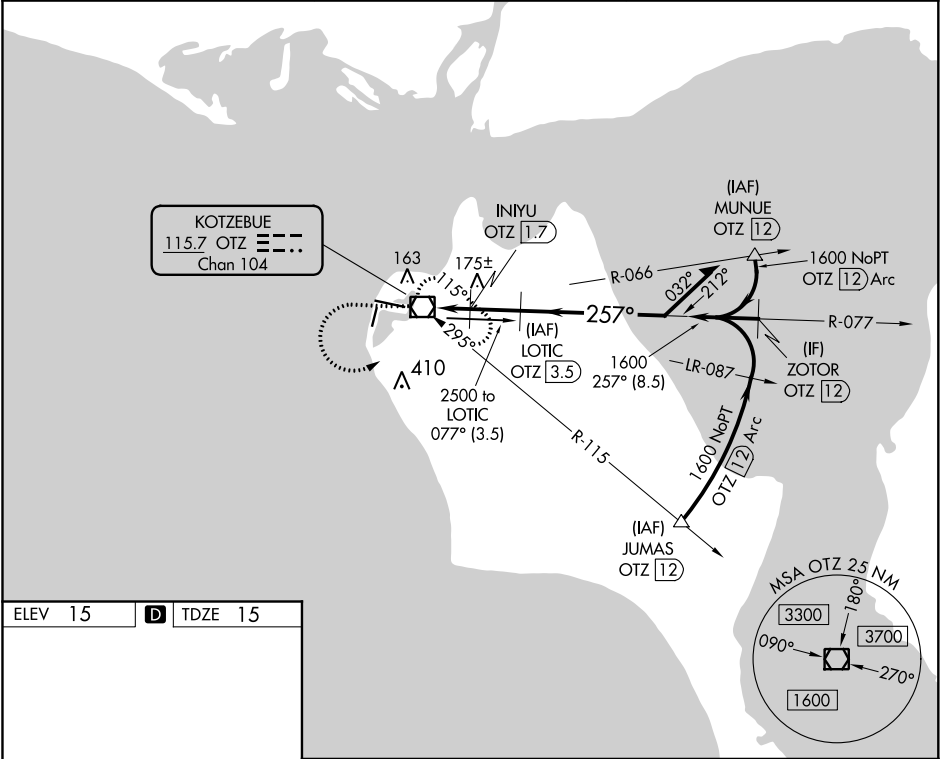 KOTZEBUE
115.7 OTZ
Chan 104
163
175±
INIYU
OTZ 1.7
(IAF)
MUNUE
OTZ 12
1600 NoPT
OTZ 12 Arc
R-066
032°
212°
115°
295°
257°
R-077
(IAF)
LOTIC
OTZ 3.5
1600
257° (8.5)
LR-087
(IF)
ZOTOR
OTZ 12
410
2500 to
LOTIC
077° (3.5)
R-115
1600 NoPT
OTZ 12 Arc
(IAF)
JUMAS
OTZ 12
MSA OTZ 25 NM
3300
180°
3700
090°
270°
1600
ELEV 15
D
TDZE 15